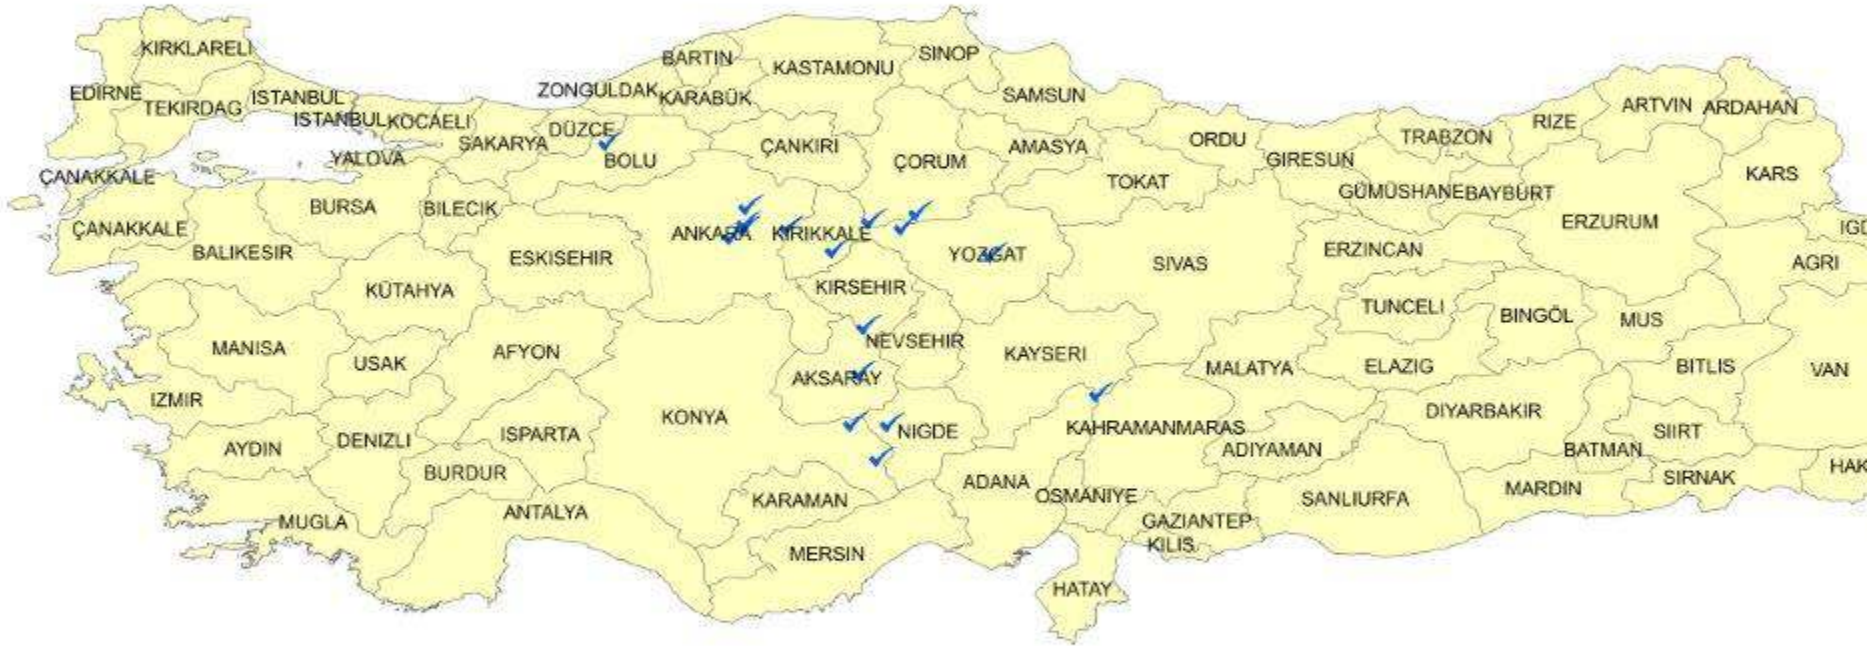 KIRKLARELI
EDIRNE
TEKIRDAG
ISTANBUL
ISTANBUL
KOCAELI
YALOVA
SAKARYA
DÜZCE
BOLU
ZONGULDAK
BARTIN
KARABÜK
KASTAMONU
SINOP
ÇANKIRI
ÇORUM
SAMSUN
AMASYA
TOKAT
ORDU
GIRESUN
TRABZON
GÜMÜSHANE
BAYBURT
RIZE
ARTVIN
ARDAHAN
KARS
ÇANAKKALE
ÇANAKKALE
BALIKESIR
BURSA
BILECIK
ESKISEHIR
ANKARA
KIRIKKALE
YOZGAT
SIVAS
ERZINCAN
ERZURUM
IGD
AGRI
KÜTAHYA
KIRSEHIR
NEVSEHIR
KAYSERI
TUNCELI
BINGÖL
MUS
MANISA
USAK
AFYON
AKSARAY
MALATYA
ELAZIG
BITLIS
VAN
IZMIR
AYDIN
DENIZLI
ISPARTA
BURDUR
KONYA
NIGDE
KAHRAMANMARAS
ADIYAMAN
DIYARBAKIR
BATMAN
SIIRT
SIRNAK
HAK
MUGLA
ANTALYA
KARAMAN
MERSIN
ADANA
OSMANIYE
GAZIANTEP
KILIS
SANLIURFA
MARDIN
HATAY